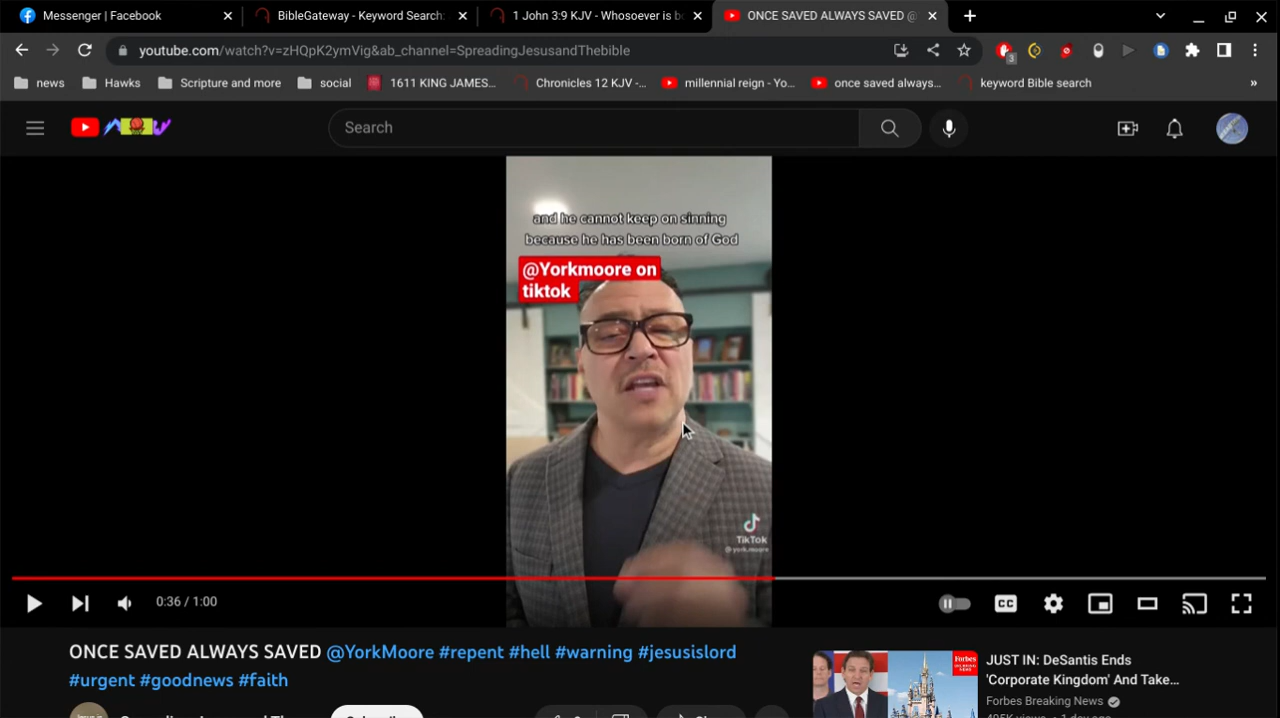 Messenger | Facebook
BibleGateway - Keyword Search:
1 John 3:9 KJV - Whosoever is b
ONCE SAVED ALWAYS SAVED @
youtube.com/watch?v=zHQpK2ymVig&ab_channel=SpreadingJesusandThebible
3
news
Hawks
Scripture and more
social
1611 KING JAMES...
Chronicles 12 KJV -...
millennial reign - Yo...
once saved always...
keyword Bible search
»
Search
and he cannot keep on sinning
because he has been born of God
@Yorkmoore on
tiktok
TikTok
@york.moore
0:36 / 1:00
CC
ONCE SAVED ALWAYS SAVED @YorkMoore #repent #hell #warning #jesusislord
#urgent #goodnews #faith
Forbes
JUST IN: DeSantis Ends
'Corporate Kingdom' And Take...
Forbes Breaking News